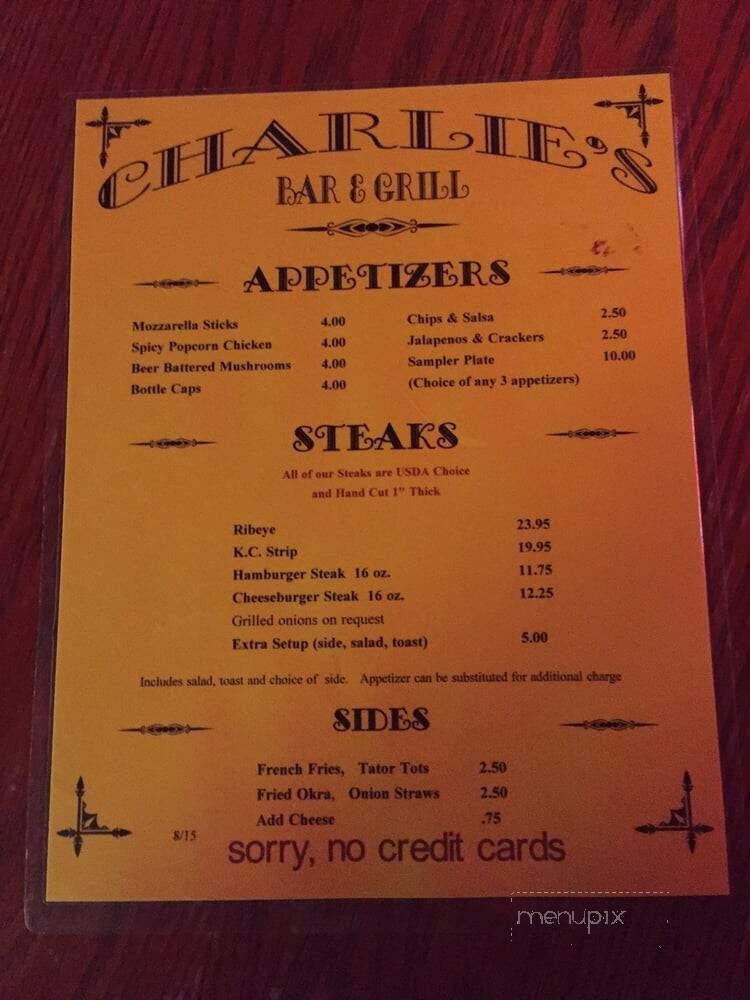 CHARLIE'S
BAR & GRILL
APPETIZERS
Mozzarella Sticks 4.00
Spicy Popcorn Chicken 4.00
Beer Battered Mushrooms 4.00
Bottle Caps 4.00
Chips & Salsa 2.50
Jalapenos & Crackers 2.50
Sampler Plate 10.00
(Choice of any 3 appetizers)
STEAKS
All of our Steaks are USDA Choice
and Hand Cut 1" Thick
Ribeye 23.95
K.C. Strip 19.95
Hamburger Steak 16 oz. 11.75
Cheeseburger Steak 16 oz. 12.25
Grilled onions on request
Extra Setup (side, salad, toast) 5.00
Includes salad, toast and choice of side. Appetizer can be substituted for additional charge
SIDES
French Fries, Tator Tots 2.50
Fried Okra, Onion Straws 2.50
Add Cheese .75
8/15
sorry, no credit cards
menupix